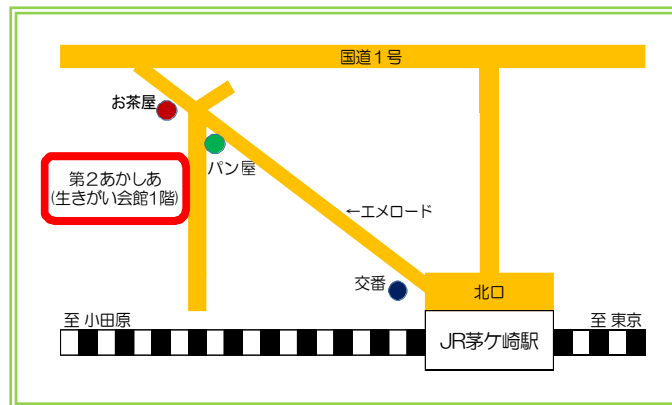 国道１号
お茶屋
パン屋
第２あかしあ
(生きがい会館1階)
←エメロード
交番
北口
至 小田原
至 東京
JR茅ケ崎駅